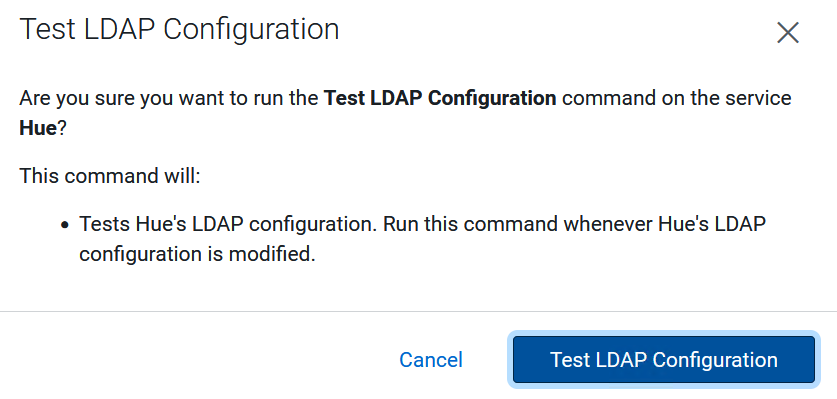 Test LDAP Configuration
Are you sure you want to run the Test LDAP Configuration command on the service
Hue?
This command will:
• Tests Hue's LDAP configuration. Run this command whenever Hue's LDAP
configuration is modified.
Cancel
Test LDAP Configuration